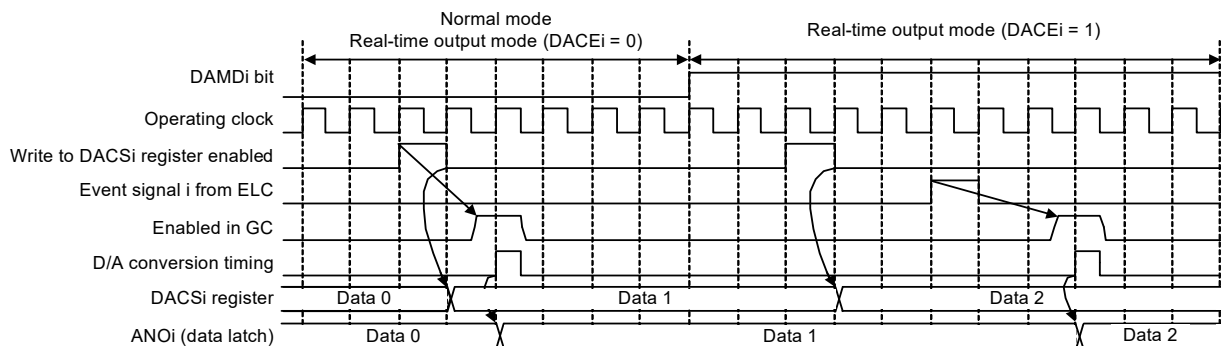 Normal mode
Real-time output mode (DACEi = 0)
Real-time output mode (DACEi = 1)
DAMDi bit
Operating clock
Write to DACSi register enabled
Event signal i from ELC
Enabled in GC
D/A conversion timing
DACSi register
Data 0
Data 1
Data 2
ANOi (data latch)
Data 0
Data 1
Data 2